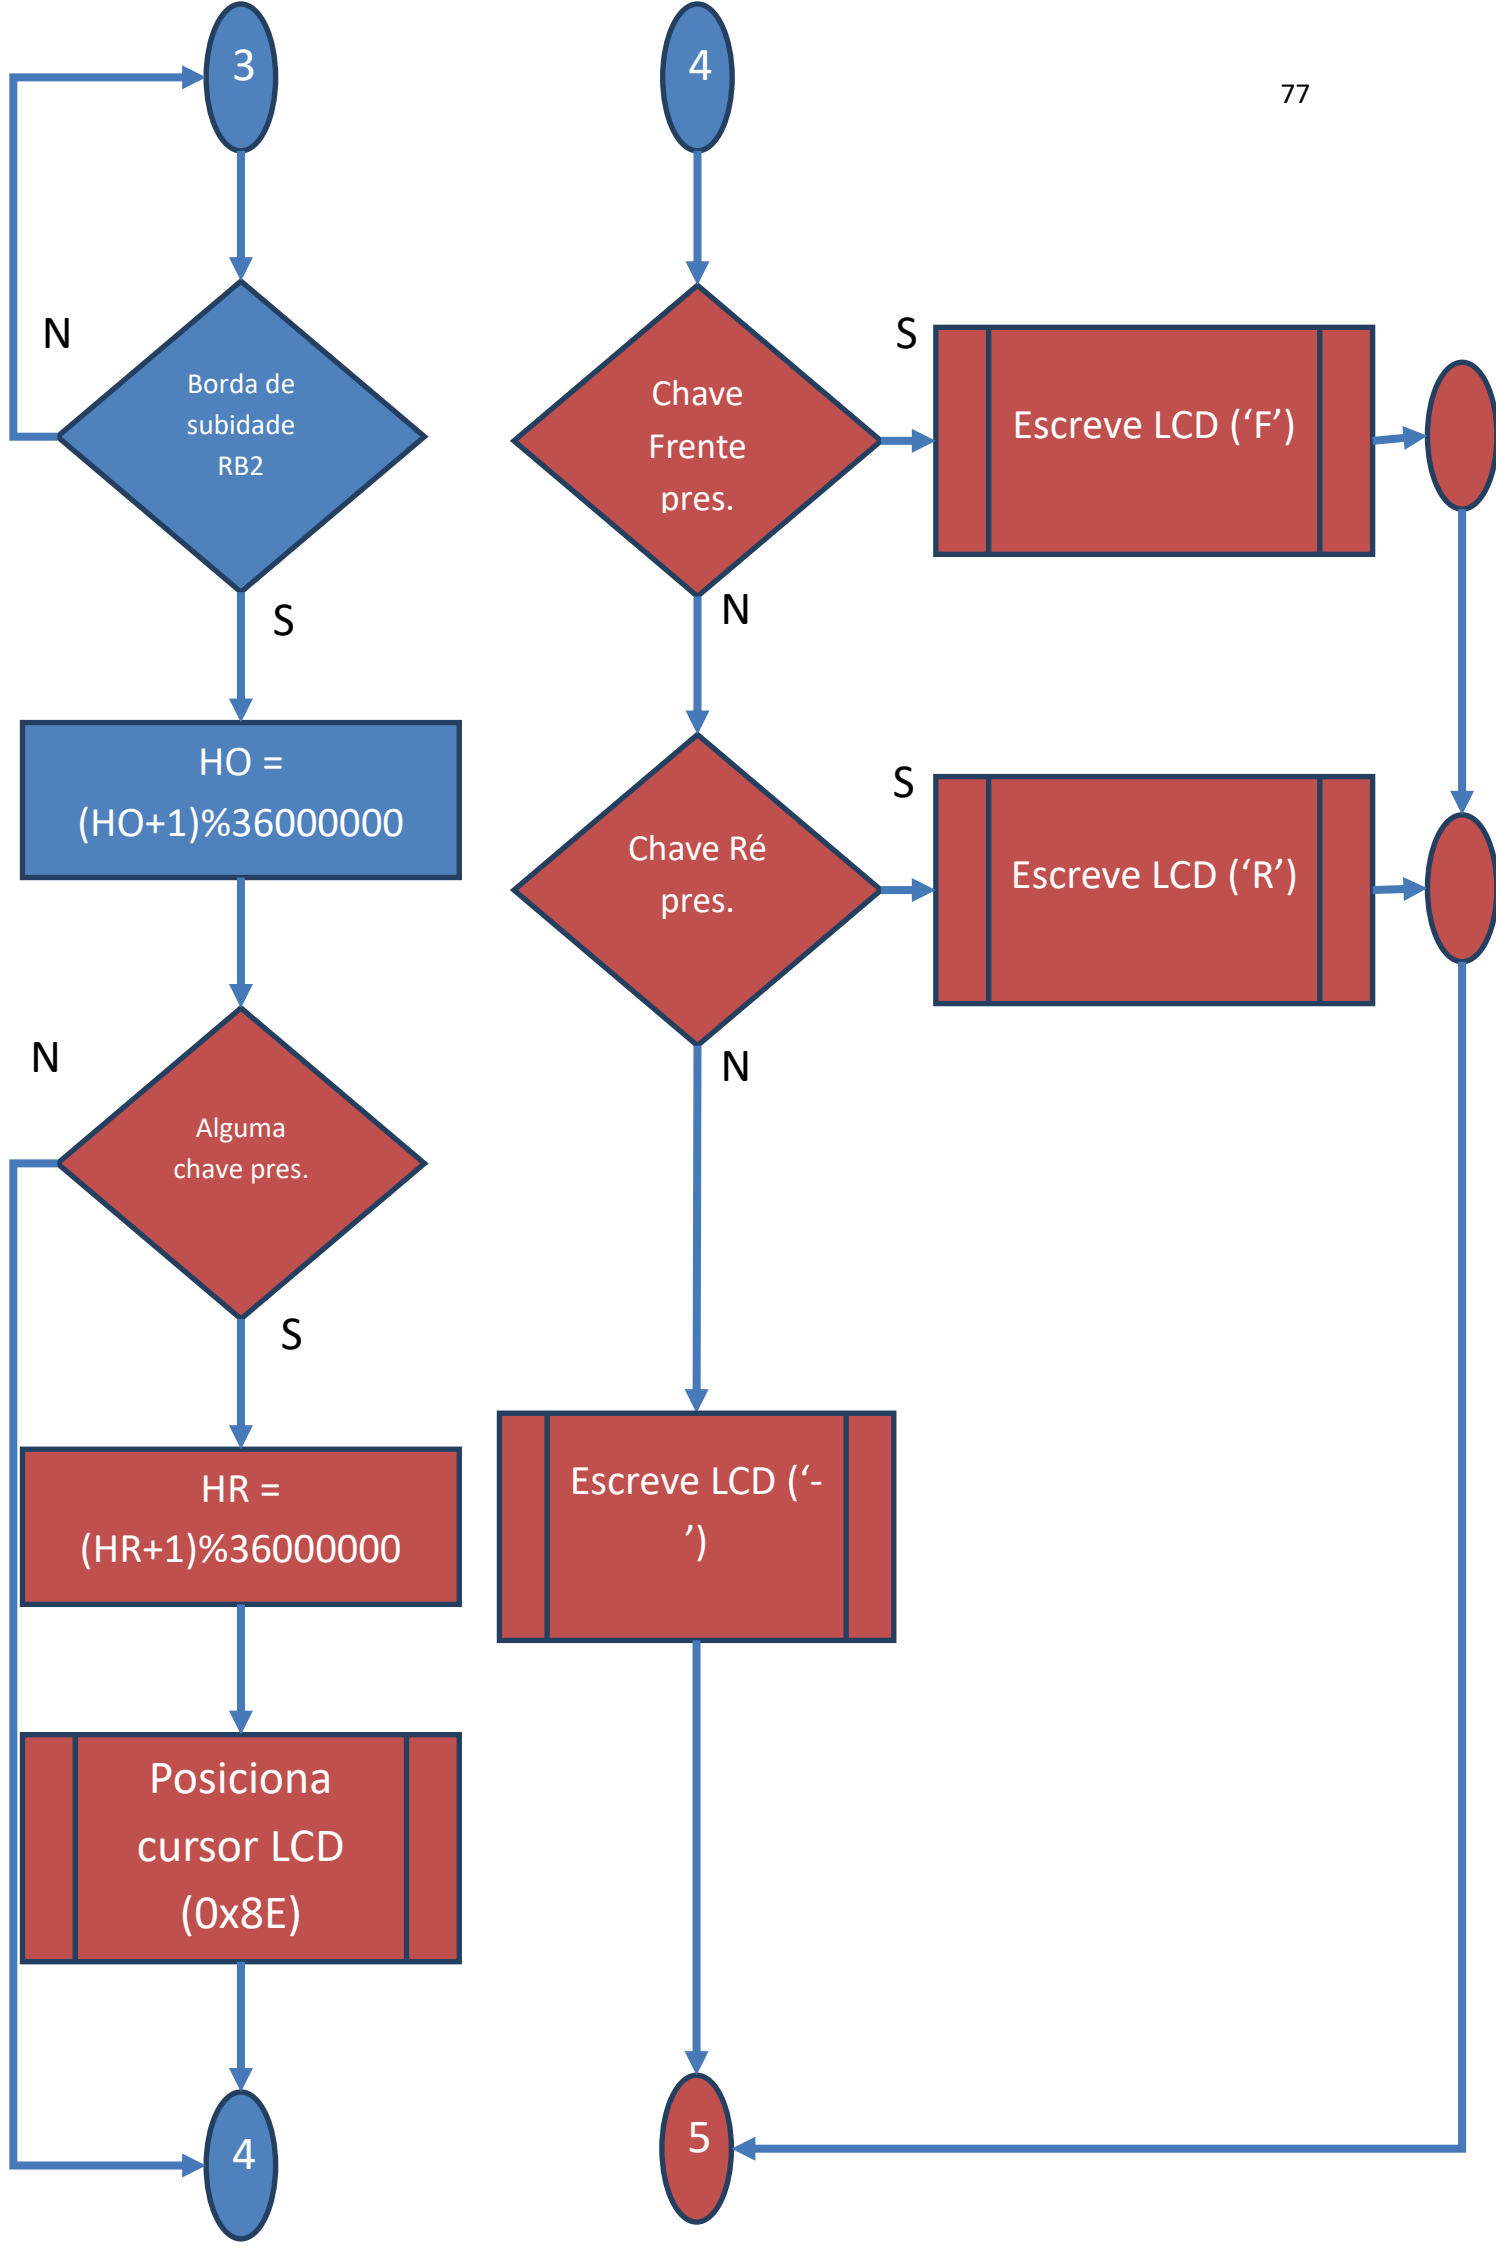 77
3
N
Borda de
subidade
RB2
S
HO =
(HO+1)%36000000
N
Alguma
chave pres.
S
HR =
(HR+1)%36000000
Posiciona
cursor LCD
(0x8E)
4
4
Chave
Frente
pres.
S
Escreve LCD (‘F’)
N
Chave Ré
pres.
S
Escreve LCD (‘R’)
N
Escreve LCD (‘-
’)
5